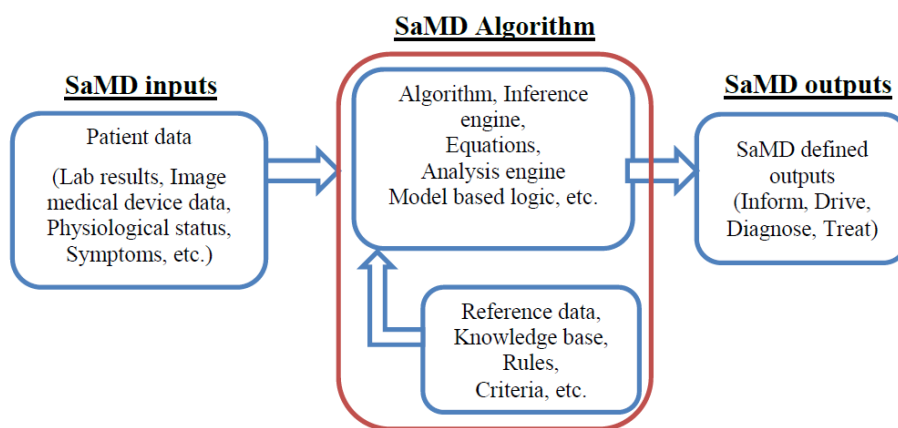 SaMD Algorithm
SaMD inputs
Patient data
(Lab results, Image
medical device data,
Physiological status,
Symptoms, etc.)
Algorithm, Inference
engine,
Equations,
Analysis engine
Model based logic, etc.
Reference data,
Knowledge base,
Rules,
Criteria, etc.
SaMD outputs
SaMD defined
outputs
(Inform, Drive,
Diagnose, Treat)